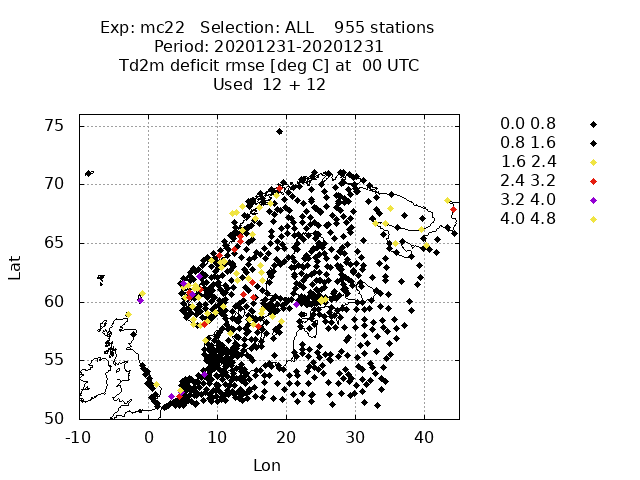 Exp: mc22 Selection: ALL 955 stations
Period: 20201231-20201231
Td2m deficit rmse [deg C] at 00 UTC
Used 12 + 12
0.0 0.8
0.8 1.6
1.6 2.4
2.4 3.2
3.2 4.0
4.0 4.8
75
70
65
60
55
50
Lat
-10 0 10 20 30 40
Lon